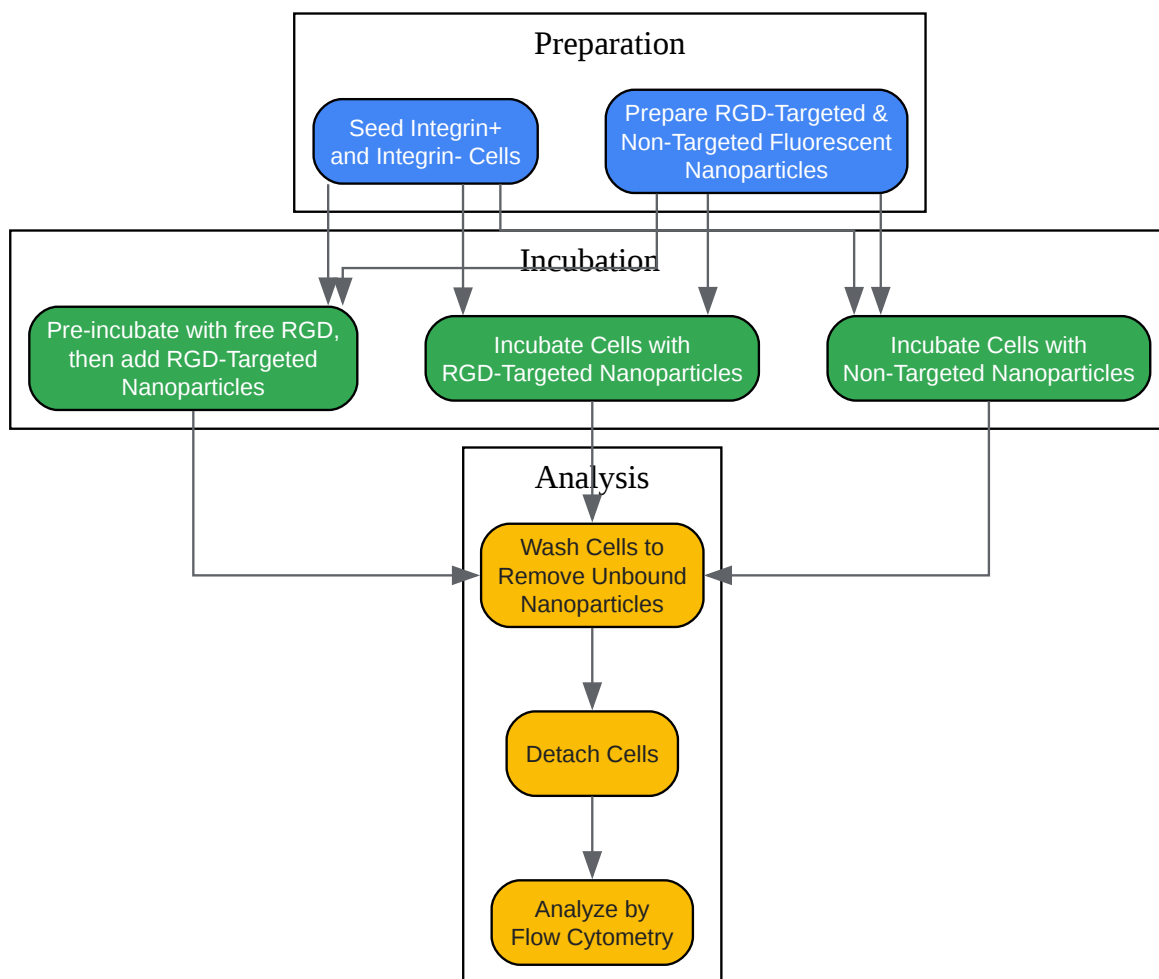 Preparation
Seed Integrin+
and Integrin- Cells
Prepare RGD-Targeted &
Non-Targeted Fluorescent
Nanoparticles
Incubation
Pre-incubate with free RGD,
then add RGD-Targeted
Nanoparticles
Incubate Cells with
RGD-Targeted Nanoparticles
Incubate Cells with
Non-Targeted Nanoparticles
Analysis
Wash Cells to
Remove Unbound
Nanoparticles
Detach Cells
Analyze by
Flow Cytometry